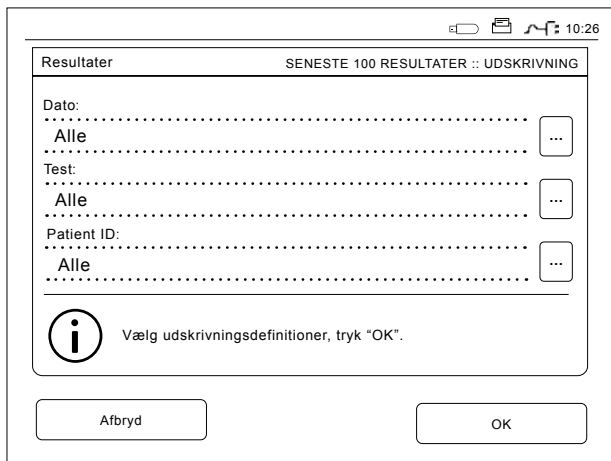 10:26
Resultater SENESTE 100 RESULTATER :: UDSKRIVNING
Dato:
Alle
...
Test:
Alle
...
Patient ID:
Alle
...
Vælg udskrivningsdefinitioner, tryk “OK”.
Afbryd
OK